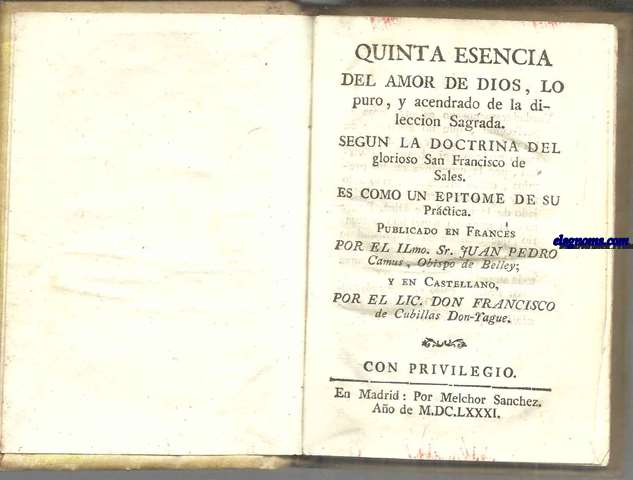 QUINTA ESENCIA
DEL AMOR DE DIOS, LO
puro, y acendrado de la di-
leccion Sagrada.
SEGUN LA DOCTRINA DEL
glorioso San Francisco de
Sales.
ES COMO UN EPITOME DE SU
Práctica.
PUBLICADO EN FRANCÉS
POR EL ILmo. Sr. JUAN PEDRO
Camus, Obispo de Belley;
Y EN CASTELLANO,
POR EL LIC. DON FRANCISCO
de Cubillas Don-Yague.
CON PRIVILEGIO.
En Madrid: Por Melchor Sanchez.
Año de M.DC.LXXXI.
elgnomo.com